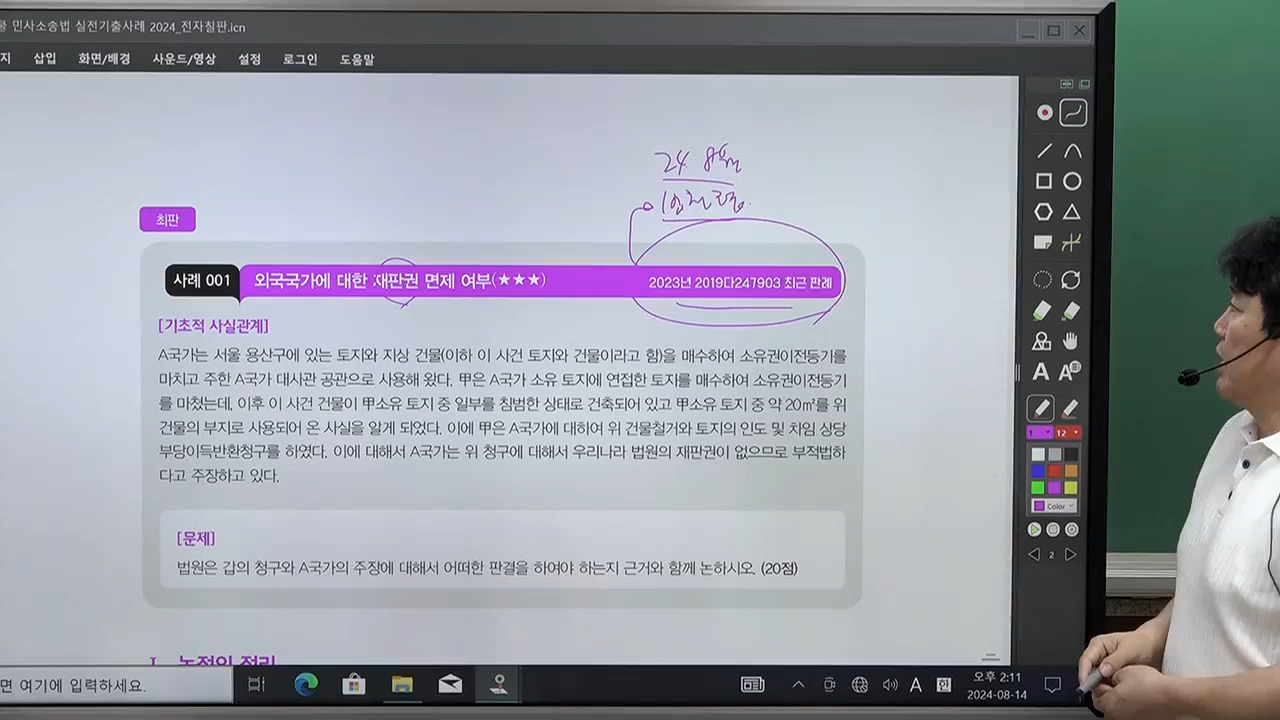 민사소송법 실전기출사례 2024_전자칠판.icn
지 삽입 화면/배경 사운드/영상 설정 로그인 도움말
24
최판
사례 001 외국국가에 대한 재판권 면제 여부(★★★) 2023년 2019다247903 최근 판례
[기초적 사실관계]
A국가는 서울 용산구에 있는 토지와 지상 건물(이하 이 사건 토지와 건물이라고 함)을 매수하여 소유권이전등기를
마치고 주한 A국가 대사관 공관으로 사용해 왔다. 甲은 A국가 소유 토지에 연접한 토지를 매수하여 소유권이전등기
를 마쳤는데, 이후 이 사건 건물이 甲소유 토지 중 일부를 침범한 상태로 건축되어 있고 甲소유 토지 중 약 20㎡를 위
건물의 부지로 사용되어 온 사실을 알게 되었다. 이에 甲은 A국가에 대하여 위 건물철거와 토지의 인도 및 차임 상당
부당이득반환청구를 하였다. 이에 대해서 A국가는 위 청구에 대해서 우리나라 법원의 재판권이 없으므로 부적법하
다고 주장하고 있다.
[문제]
법원은 갑의 청구와 A국가의 주장에 대해서 어떠한 판결을 하여야 하는지 근거와 함께 논하시오. (20점)
I 논점의 정리
A A
1 12
Color
2
면 여기에 입력하세요.
A 한
오후 2:11
2024-08-14